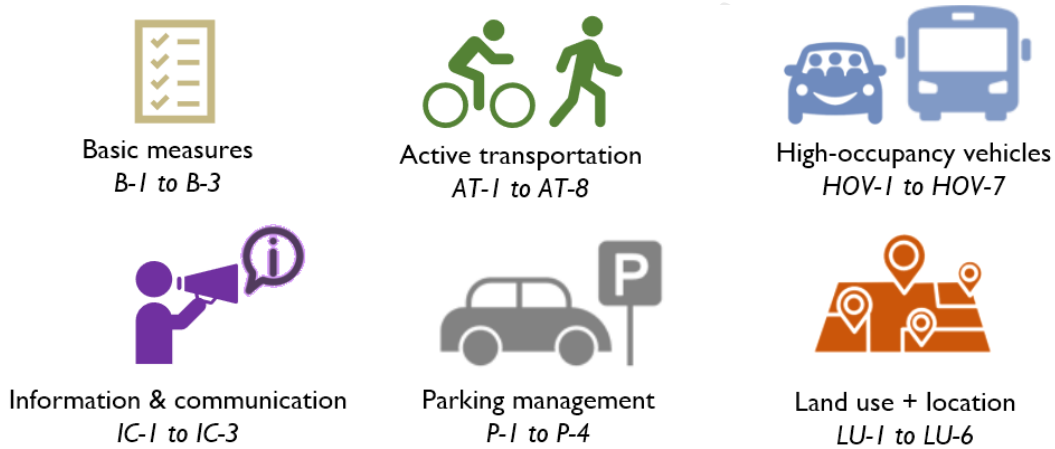 Basic measures
B-1 to B-3
Active transportation
AT-1 to AT-8
High-occupancy vehicles
HOV-1 to HOV-7
i
Information & communication
IC-1 to IC-3
P
Parking management
P-1 to P-4
Land use + location
LU-1 to LU-6